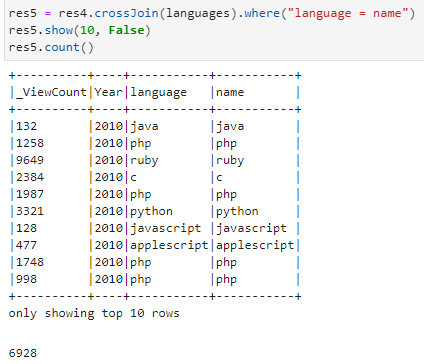 res5 = res4.crossJoin(languages).where("language = name")
res5.show(10, False)
res5.count()
+----------+----+-----------+-----------+
|_ViewCount|Year|language   |name       |
+----------+----+-----------+-----------+
|132       |2010|java       |java       |
|1258      |2010|php        |php        |
|9649      |2010|ruby       |ruby       |
|2384      |2010|c          |c          |
|1987      |2010|php        |php        |
|3321      |2010|python     |python     |
|128       |2010|javascript |javascript |
|477       |2010|applescript|applescript|
|1748      |2010|php        |php        |
|998       |2010|php        |php        |
+----------+----+-----------+-----------+
only showing top 10 rows
6928